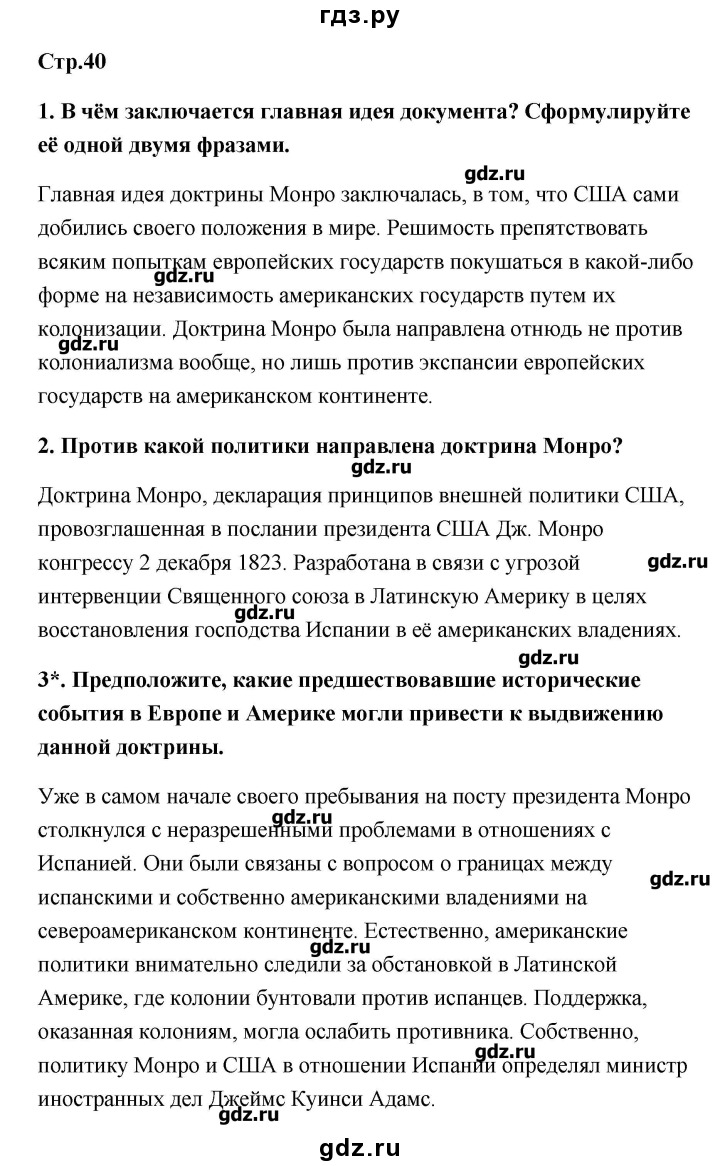 гдз.ру
Стр.40
1. В чём заключается главная идея документа? Сформулируйте
её одной двумя фразами.
gdz.ru
Главная идея доктрины Монро заключалась, в том, что США сами
добились своего положения в мире. Решимость препятствовать
всяким попыткам европейских государств покушаться в какой-либо
gdz.ru
форме на независимость американских государств путем их
колонизации. Доктрина Монро была направлена отнюдь не против
gdz.ru
колониализма вообще, но лишь против экспансии европейских
государств на американском континенте.
2. Против какой политики направлена доктрина Монро?
gdz.ru
Доктрина Монро, декларация принципов внешней политики США,
провозглашенная в послании президента США Дж. Монро
конгрессу 2 декабря 1823. Разработана в связи с угрозой
gdz.ru
интервенции Священного союза в Латинскую Америку в целях
gdz.ru
восстановления господства Испании в её американских владениях.
gdz.ru
3*. Предположите, какие предшествовавшие исторические
события в Европе и Америке могли привести к выдвижению
данной доктрины.
Уже в самом начале своего пребывания на посту президента Монро
gdz.ru
столкнулся с неразрешенными проблемами в отношениях с
Испанией. Они были связаны с вопросом о границах между
gdz.ru
испанскими и собственно американскими владениями на
североамериканском континенте. Естественно, американские
gdz.ru
политики внимательно следили за обстановкой в Латинской
Америке, где колонии бунтовали против испанцев. Поддержка,
оказанная колониям, могла ослабить противника. Собственно,
gdz.ru
политику Монро и США в отношении Испании определял министр
иностранных дел Джеймс Куинси Адамс.
gdz.ru
gdz.ru